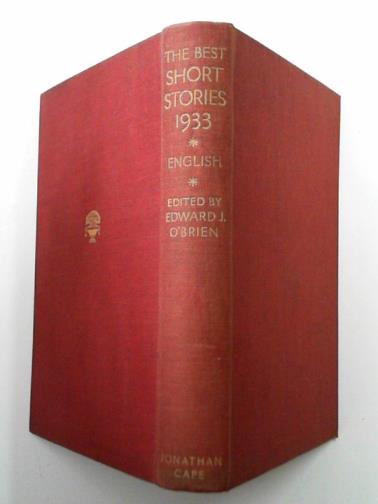 THE BEST
SHORT
STORIES
1933
*
ENGLISH
*
EDITED BY
EDWARD J.
O'BRIEN
JONATHAN
CAPE